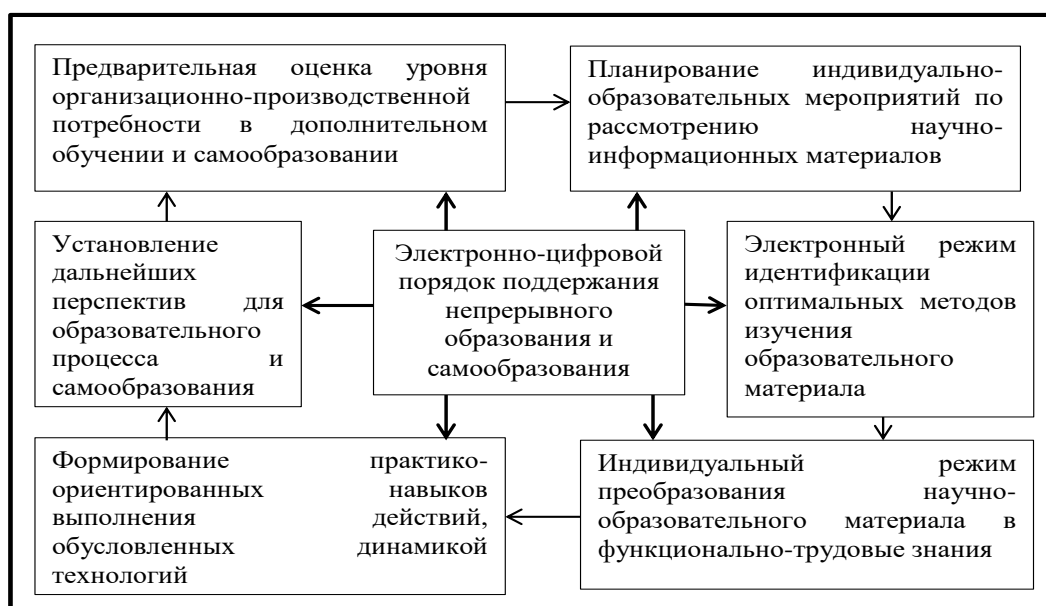 Предварительная оценка уровня
организационно-производственной
потребности в дополнительном
обучении и самообразовании
Планирование индивидуально-
образовательных мероприятий по
рассмотрению научно-
информационных материалов
Установление
дальнейших
перспектив для
образовательного
процесса и
самообразования
Электронно-цифровой
порядок поддержания
непрерывного
образования и
самообразования
Электронный режим
идентификации
оптимальных методов
изучения
образовательного
материала
Формирование практико-
ориентированных навыков
выполнения действий,
обусловленных динамикой
технологий
Индивидуальный режим
преобразования научно-
образовательного материала в
функционально-трудовые знания